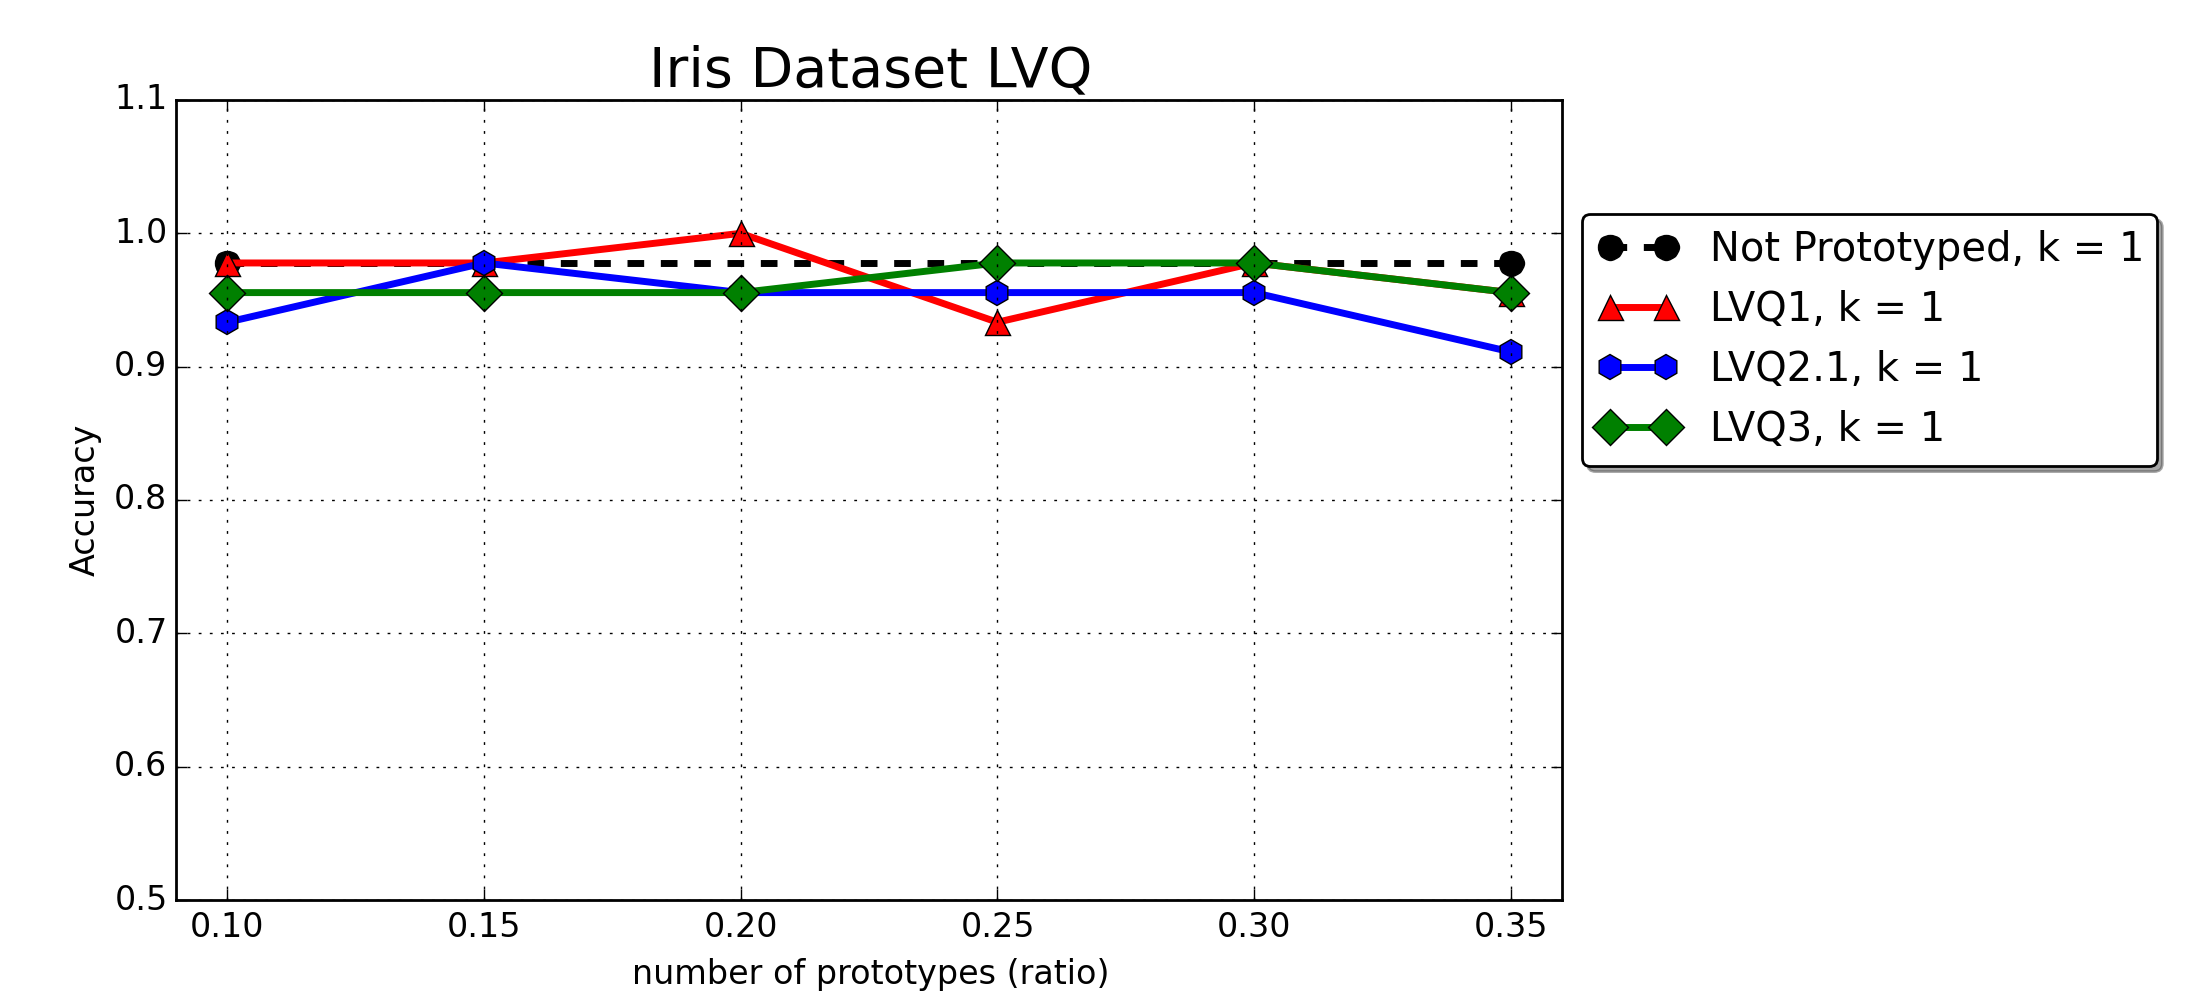 Iris Dataset LVQ
1.1
1.0
0.9
0.8
0.7
0.6
0.5
Accuracy
0.10 0.15 0.20 0.25 0.30 0.35
number of prototypes (ratio)
Not Prototyped, k = 1
LVQ1, k = 1
LVQ2.1, k = 1
LVQ3, k = 1